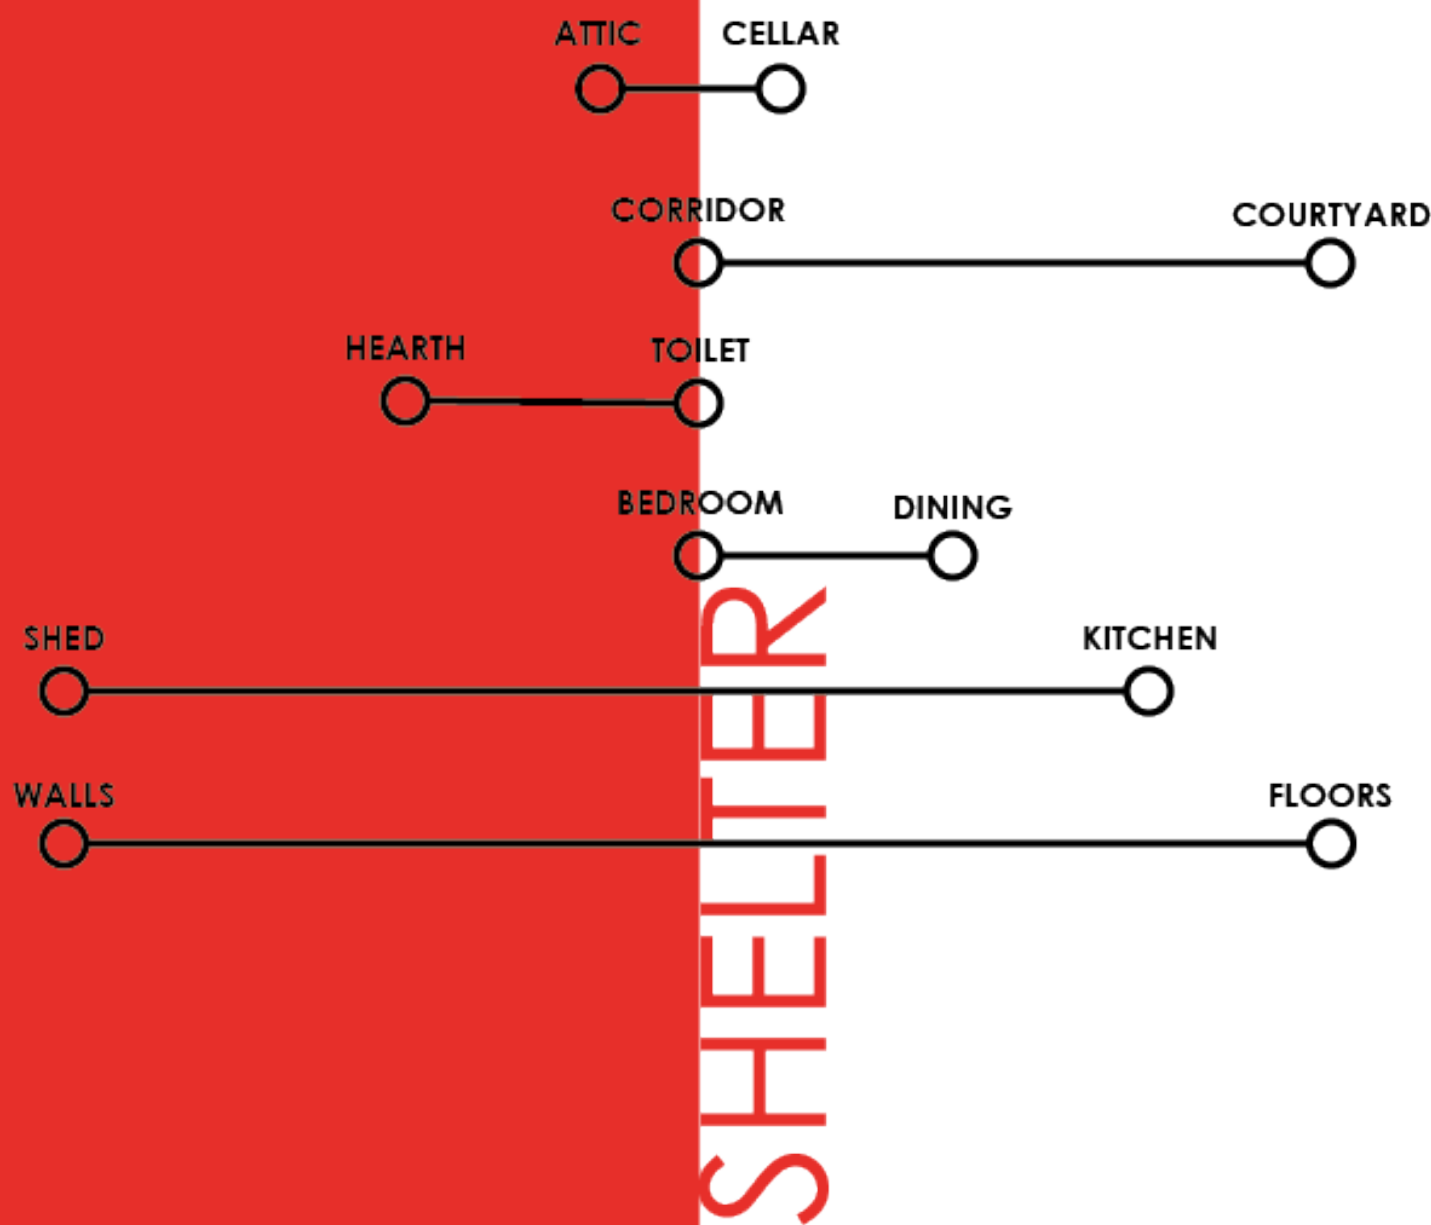 ATTIC CELLAR
CORRIDOR COURTYARD
HEARTH TOILET
BEDROOM DINING
SHED KITCHEN
WALLS FLOORS
SHELTER